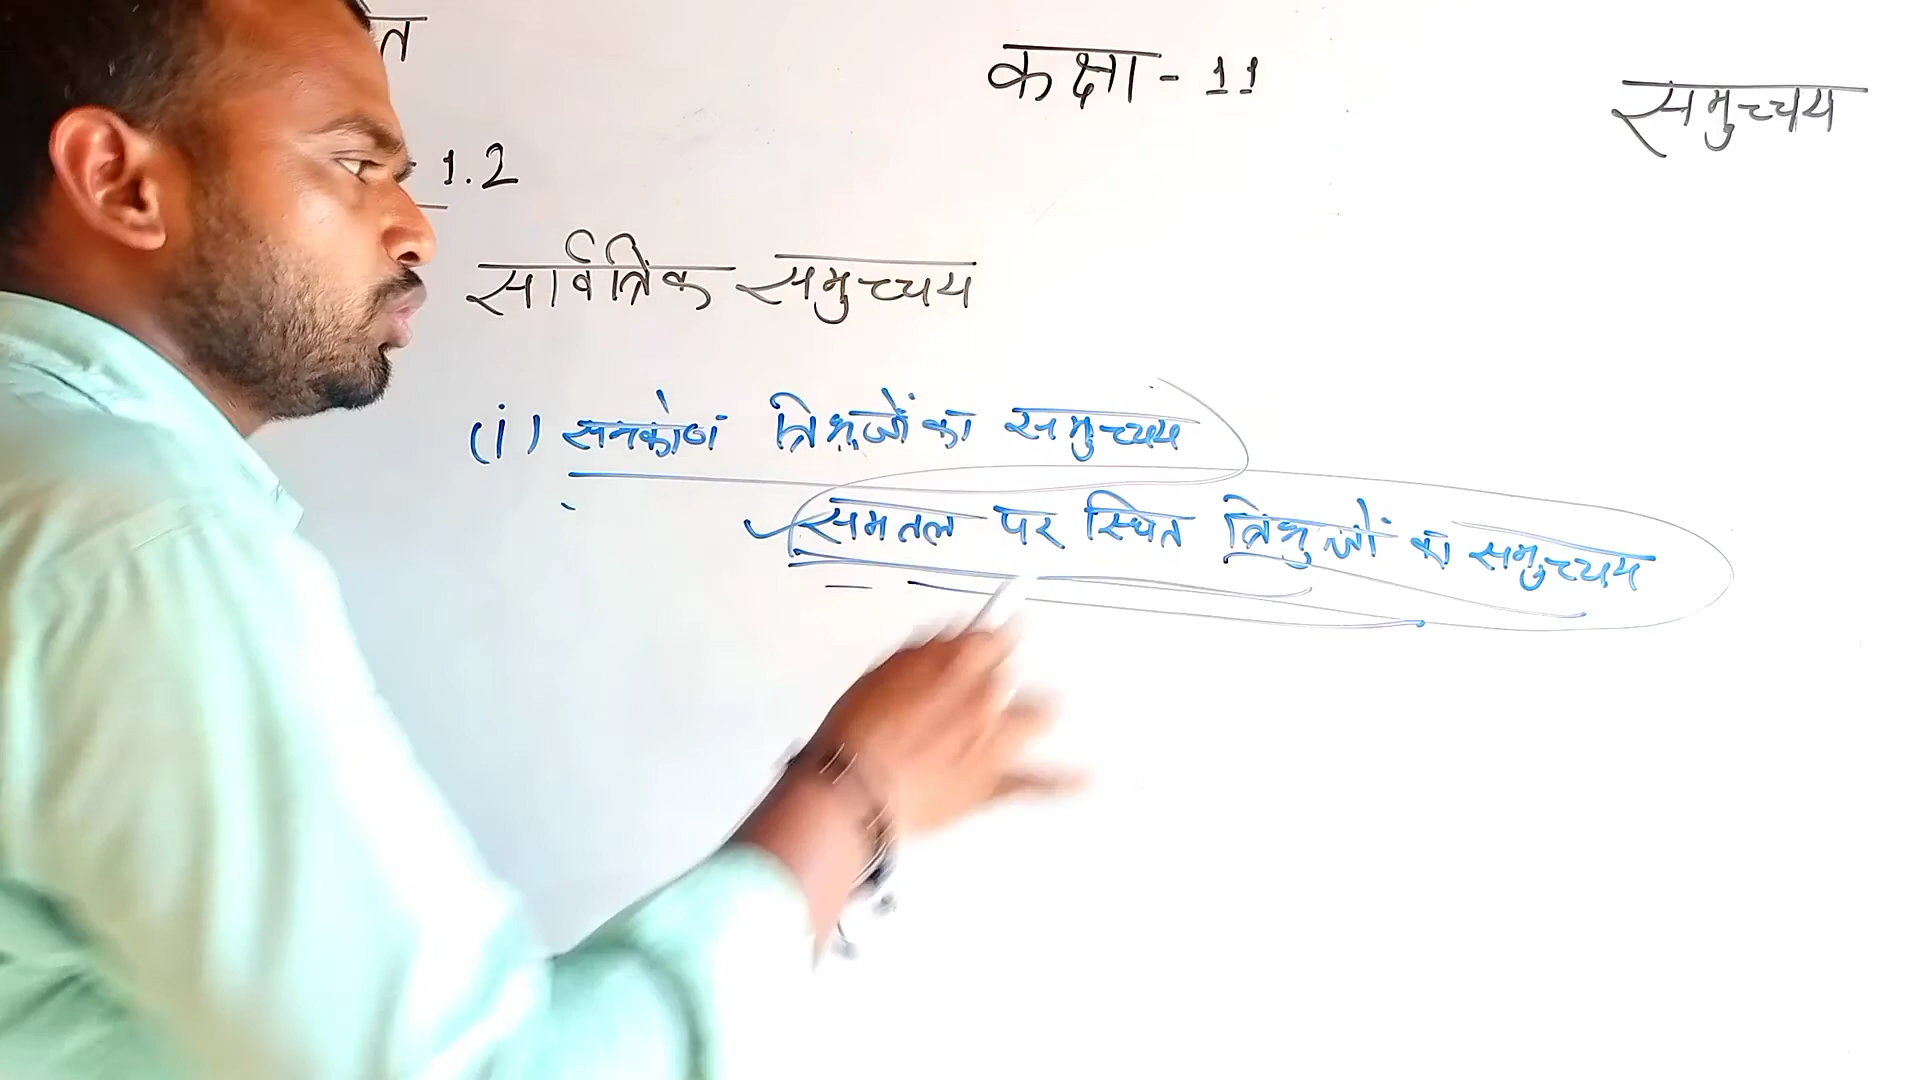 कक्षा - 11
समुच्चय
1.2
सार्वत्रिक समुच्चय
(i) समकोण त्रिभुजों का समुच्चय
समतल पर स्थित त्रिभुजों का समुच्चय